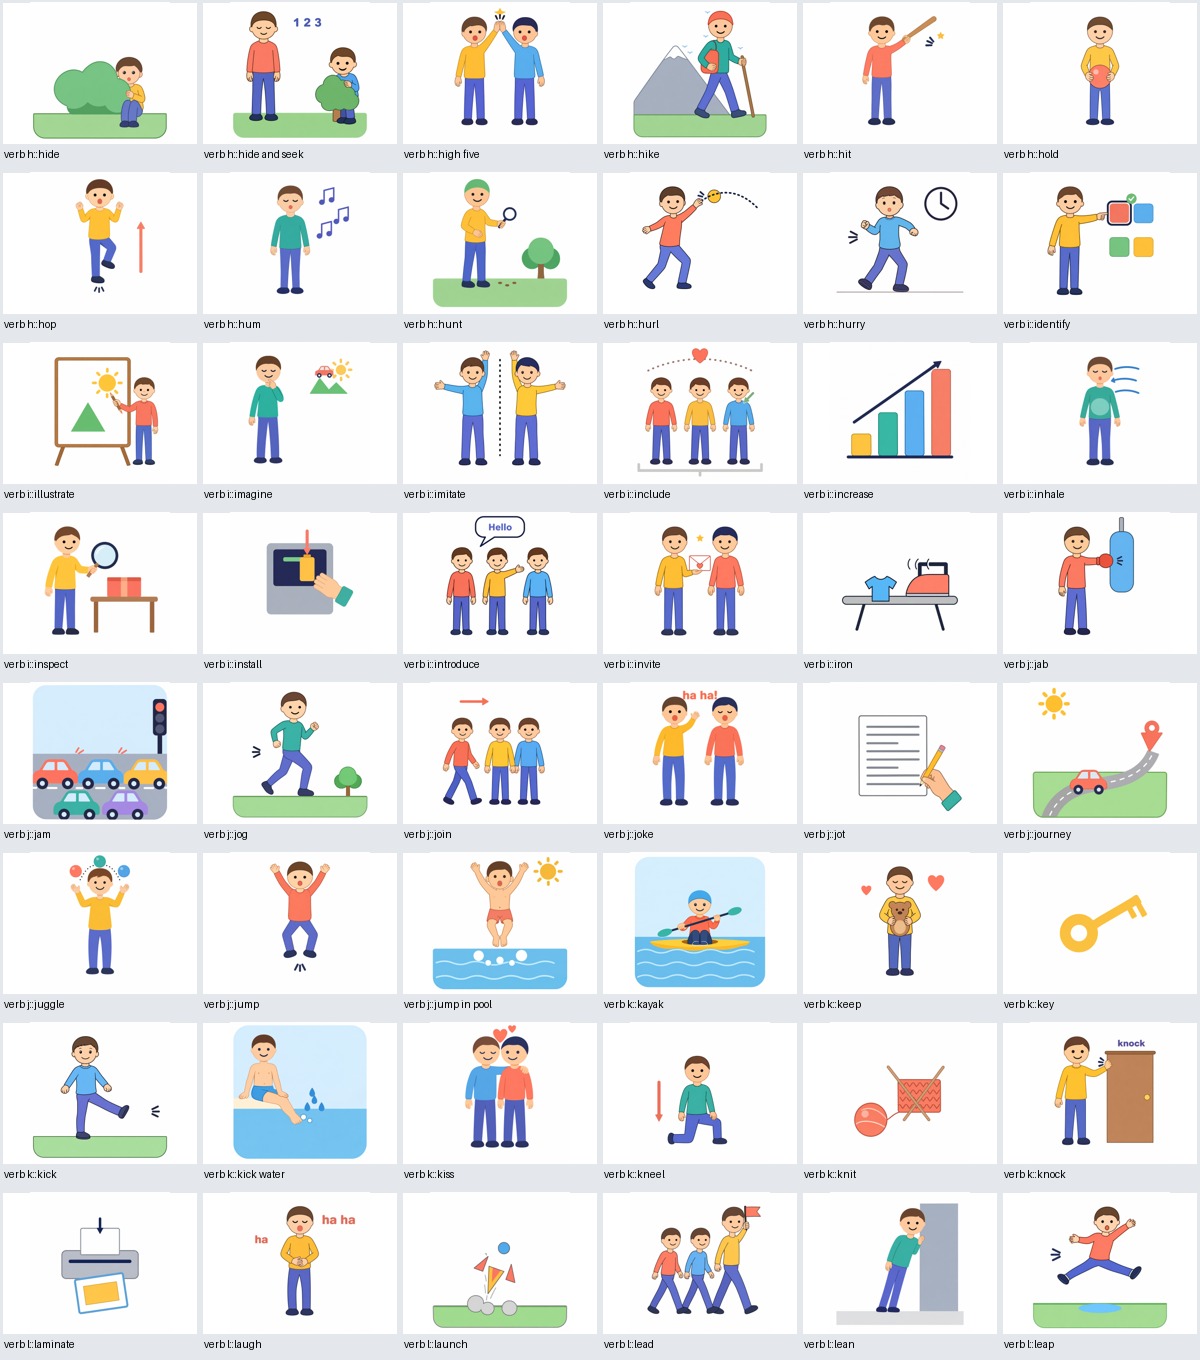 1 2 3
verb h::hide
verb h::hide and seek
verb h::high five
verb h::hike
verb h::hit
verb h::hold
verb h::hop
verb h::hum
verb h::hunt
verb h::hurl
verb h::hurry
verb i::identify
verb i::illustrate
verb i::imagine
verb i::imitate
verb i::include
verb i::increase
verb i::inhale
Hello
verb i::inspect
verb i::install
verb i::introduce
verb i::invite
verb i::iron
verb j::jab
ha ha!
verb j::jam
verb j::jog
verb j::join
verb j::joke
verb j::jot
verb j::journey
verb j::juggle
verb j::jump
verb j::jump in pool
verb k::kayak
verb k::keep
verb k::key
knock
verb k::kick
verb k::kick water
verb k::kiss
verb k::kneel
verb k::knit
verb k::knock
ha ha
ha
verb l::laminate
verb l::laugh
verb l::launch
verb l::lead
verb l::lean
verb l::leap